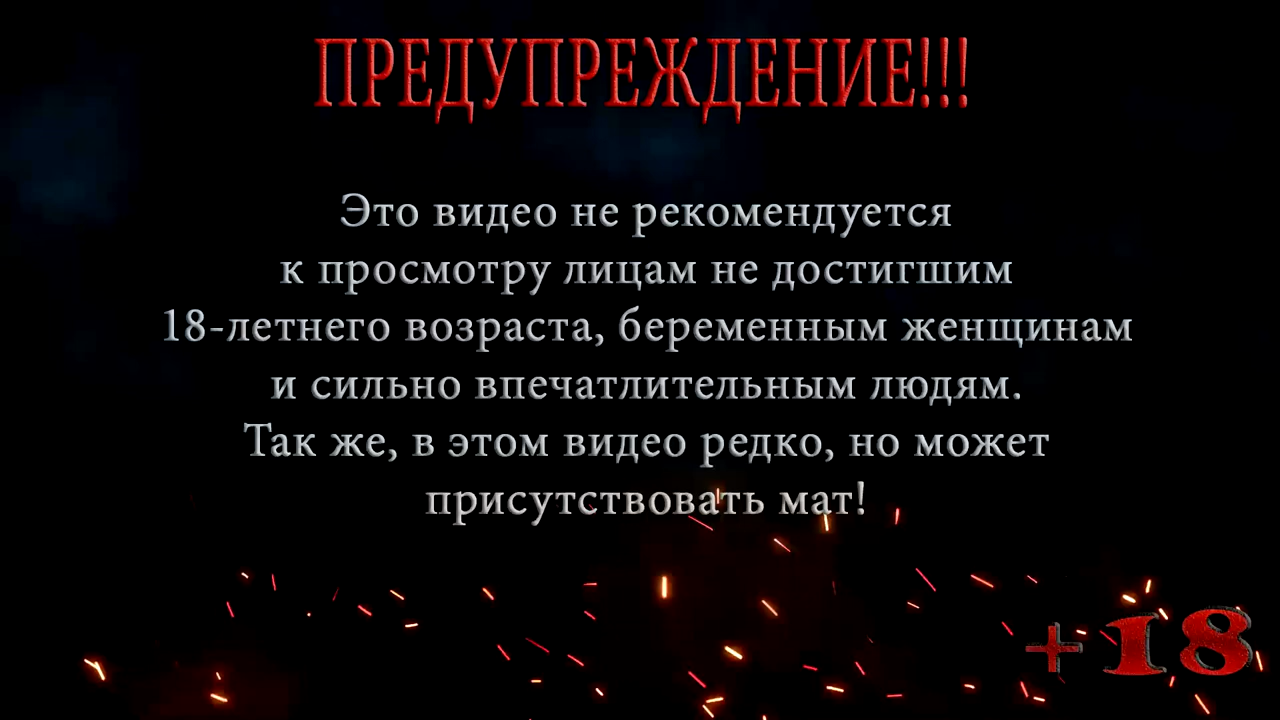 ПРЕДУПРЕЖДЕНИЕ!!!
Это видео не рекомендуется
к просмотру лицам не достигшим
18-летнего возраста, беременным женщинам
и сильно впечатлительным людям.
Так же, в этом видео редко, но может
присутствовать мат!
+18